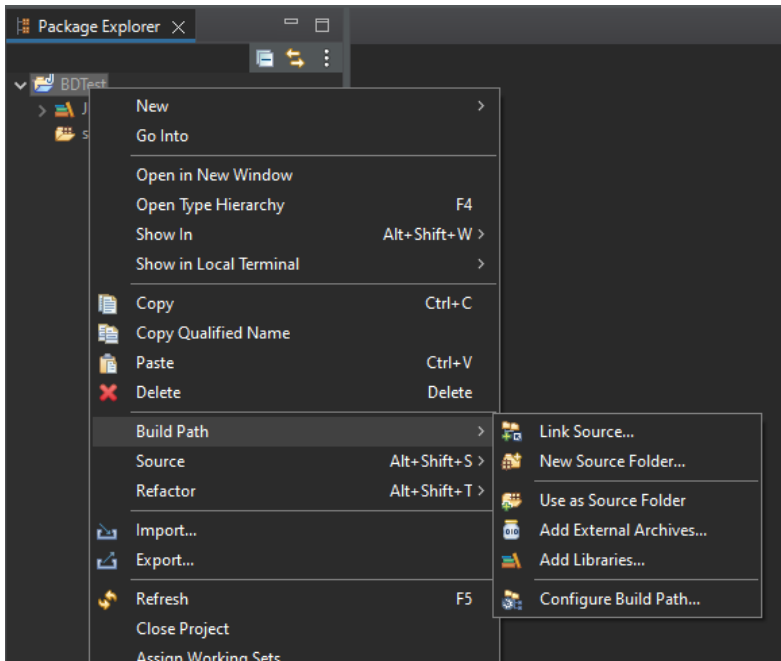 Package Explorer
BDTest
J
s
New
Go Into
Open in New Window
Open Type Hierarchy F4
Show In Alt+Shift+W >
Show in Local Terminal >
Copy Ctrl+C
Copy Qualified Name
Paste Ctrl+V
Delete Delete
Build Path >
Source Alt+Shift+S >
Refactor Alt+Shift+T >
Import...
Export...
Refresh F5
Close Project
Assign Working Sets
Link Source...
New Source Folder...
Use as Source Folder
Add External Archives...
Add Libraries...
Configure Build Path...